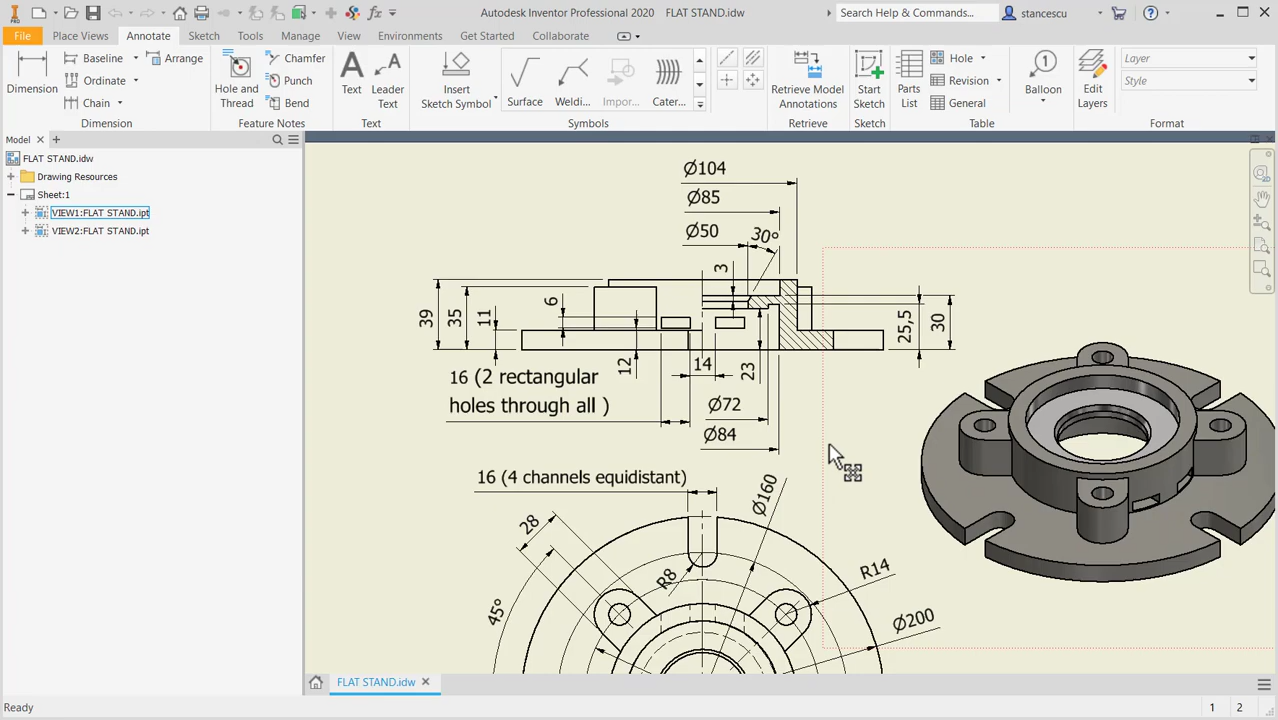 PRO
fx
Autodesk Inventor Professional 2020 FLAT STAND.idw
Search Help & Commands...
stancescu
File
Place Views
Annotate
Sketch
Tools
Manage
View
Environments
Get Started
Collaborate
Dimension
Baseline
Ordinate
Chain
Arrange
Dimension
Hole and
Thread
Chamfer
Punch
Bend
Feature Notes
Text
Leader
Text
Text
Insert
Sketch Symbol
Surface
Weldi...
Impor...
Cater...
Symbols
Retrieve Model
Annotations
Retrieve
Start
Sketch
Sketch
Parts
List
Hole
Revision
General
Table
Balloon
Edit
Layers
Layer
Style
Format
Model
FLAT STAND.idw
Drawing Resources
Sheet:1
VIEW1:FLAT STAND.ipt
VIEW2:FLAT STAND.ipt
Ø104
Ø85
Ø50
30°
3
39
35
11
6
12
14
23
25,5
30
16 (2 rectangular
holes through all )
Ø72
Ø84
16 (4 channels equidistant)
Ø160
28
45°
R8
R14
Ø200
FLAT STAND.idw
Ready
1
2